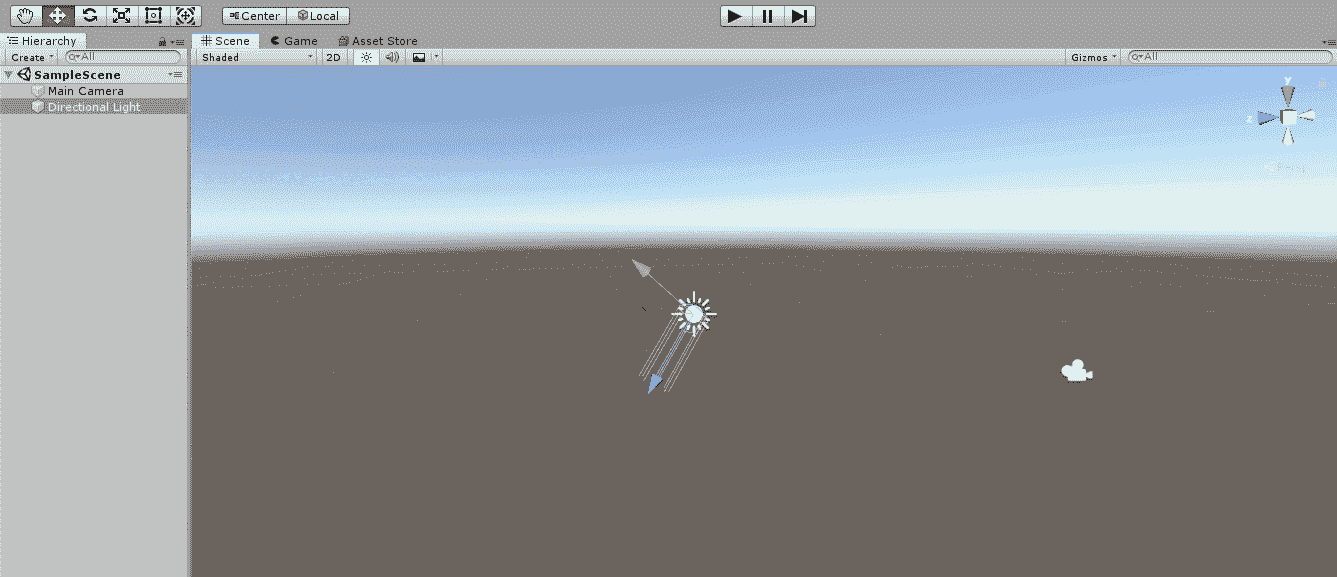 Center Local
Hierarchy
Scene Game Asset Store
Create All
Shaded 2D Gizmos All
SampleScene
Main Camera
Directional Light
y
z